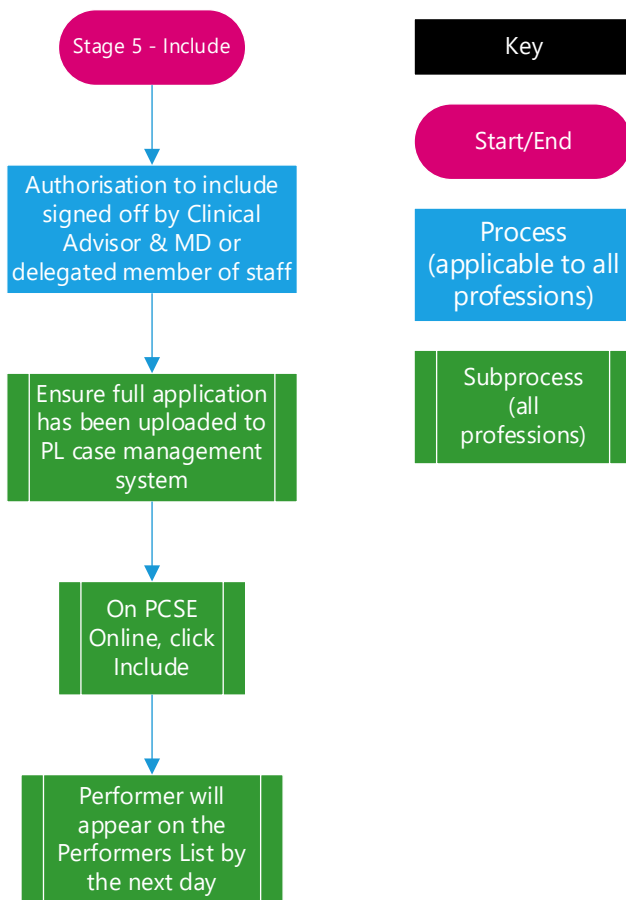 Stage 5 - Include
Authorisation to include
signed off by Clinical
Advisor & MD or
delegated member of staff
Ensure full application
has been uploaded to
PL case management
system
On PCSE
Online, click
Include
Performer will
appear on the
Performers List by
the next day
Key
Start/End
Process
(applicable to all
professions)
Subprocess
(all
professions)